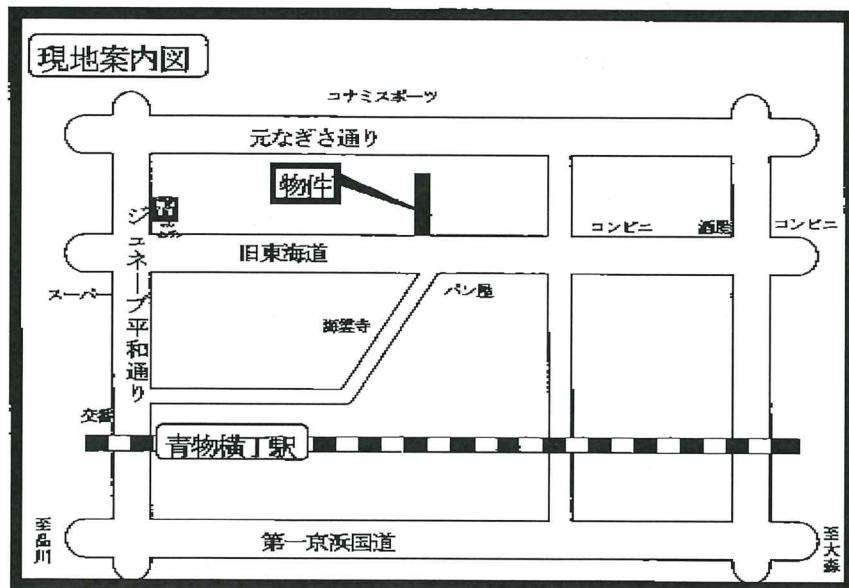 現地案内図
コナミスポーツ
元なぎさ通り
物件
ジュネーブ平和通り
コンビニ
酒屋
コンビニ
旧東海道
スーパー
パン屋
海雲寺
交番
青物横丁駅
至品川
第一京浜国道
至大森